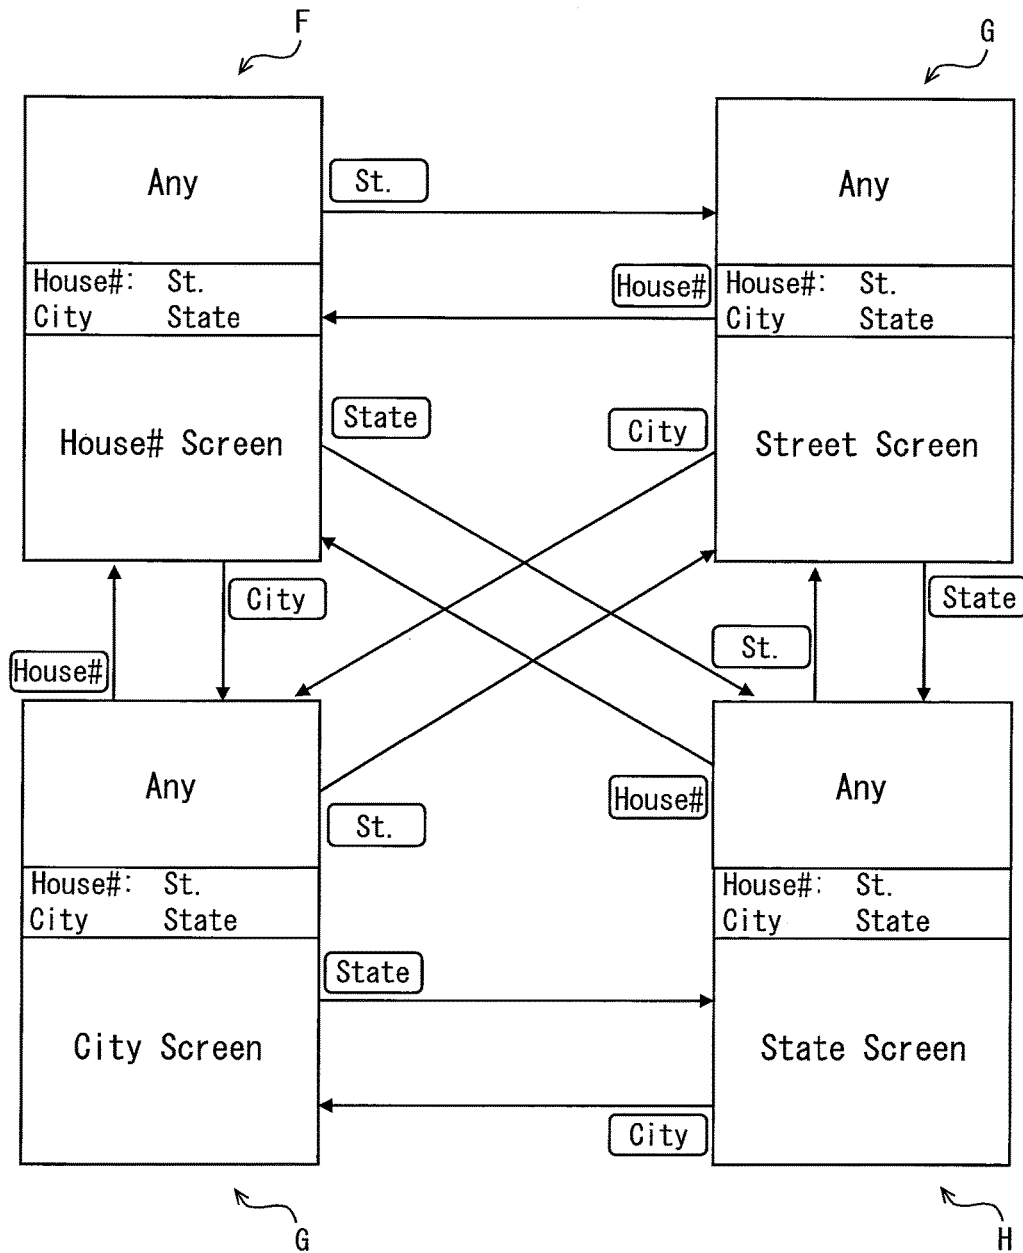 F
G
Any
St.
Any
House#: St.
City State
House#
House#: St.
City State
House# Screen
State
City
Street Screen
City
State
House#
St.
Any
St.
House#
Any
House#: St.
City State
House#: St.
City State
City Screen
State
State Screen
City
G
H